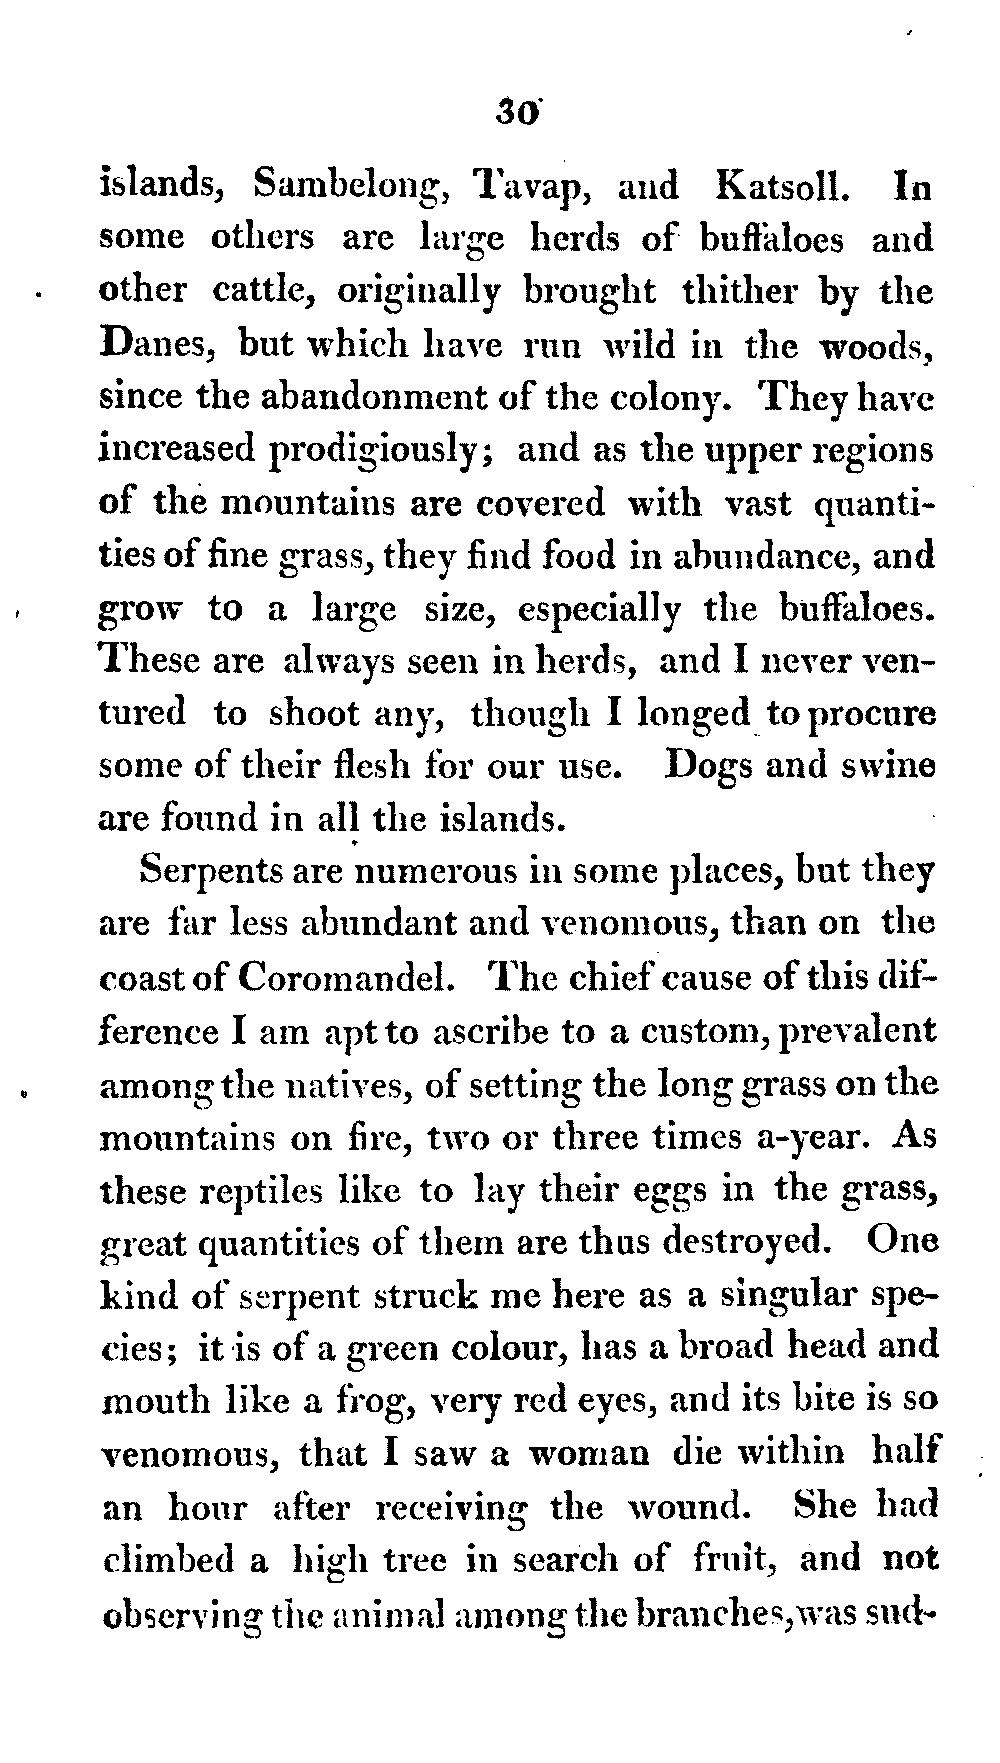 30
islands, Sambelong, Tavap, and Katsoll. In
some others are large herds of buffaloes and
other cattle, originally brought thither by the
Danes, but which have run wild in the woods,
since the abandonment of the colony. They have
increased prodigiously; and as the upper regions
of the mountains are covered with vast quanti-
ties of fine grass, they find food in abundance, and
grow to a large size, especially the buffaloes.
These are always seen in herds, and I never ven-
tured to shoot any, though I longed to procure
some of their flesh for our use. Dogs and swine
are found in all the islands.
Serpents are numerous in some places, but they
are far less abundant and venomous, than on the
coast of Coromandel. The chief cause of this dif-
ference I am apt to ascribe to a custom, prevalent
among the natives, of setting the long grass on the
mountains on fire, two or three times a-year. As
these reptiles like to lay their eggs in the grass,
great quantities of them are thus destroyed. One
kind of serpent struck me here as a singular spe-
cies; it is of a green colour, has a broad head and
mouth like a frog, very red eyes, and its bite is so
venomous, that I saw a woman die within half
an hour after receiving the wound. She had
climbed a high tree in search of fruit, and not
observing the animal among the branches, was sud-